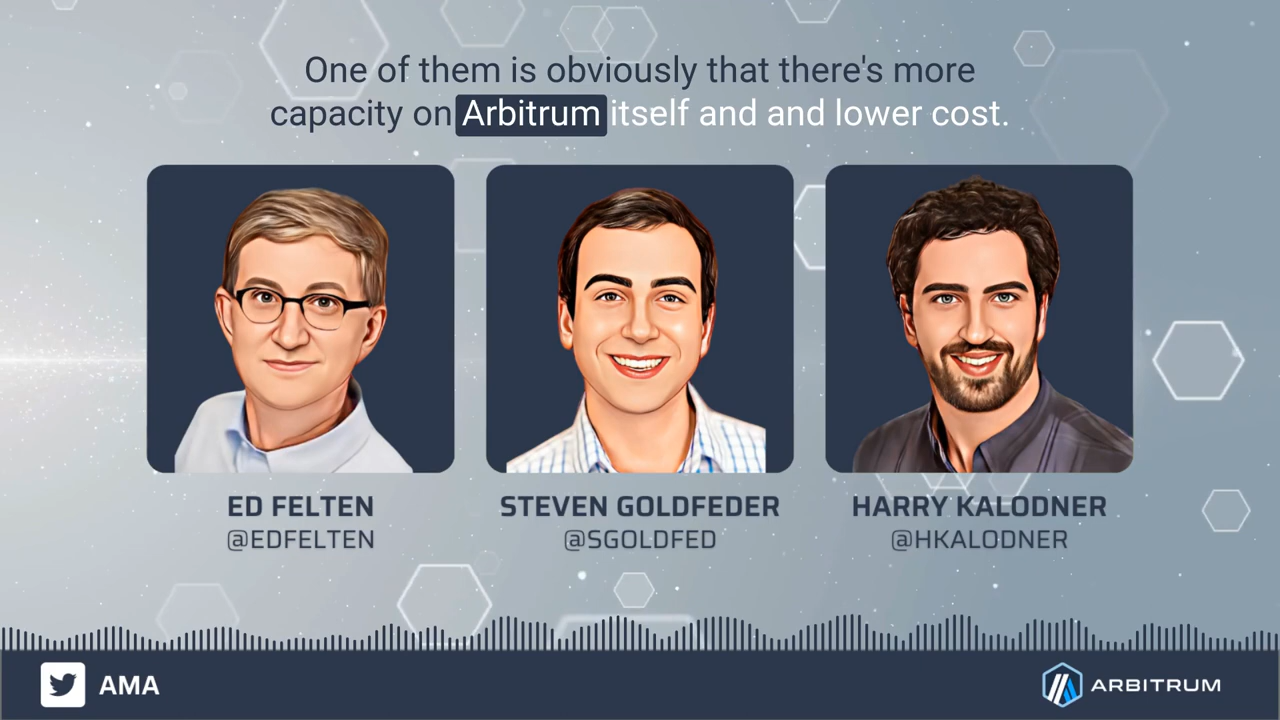 One of them is obviously that there's more
capacity on Arbitrum itself and and lower cost.
ED FELTEN
@EDFELTEN
STEVEN GOLDFEDER
@SGOLDFED
HARRY KALODNER
@HKALODNER
AMA
ARBITRUM